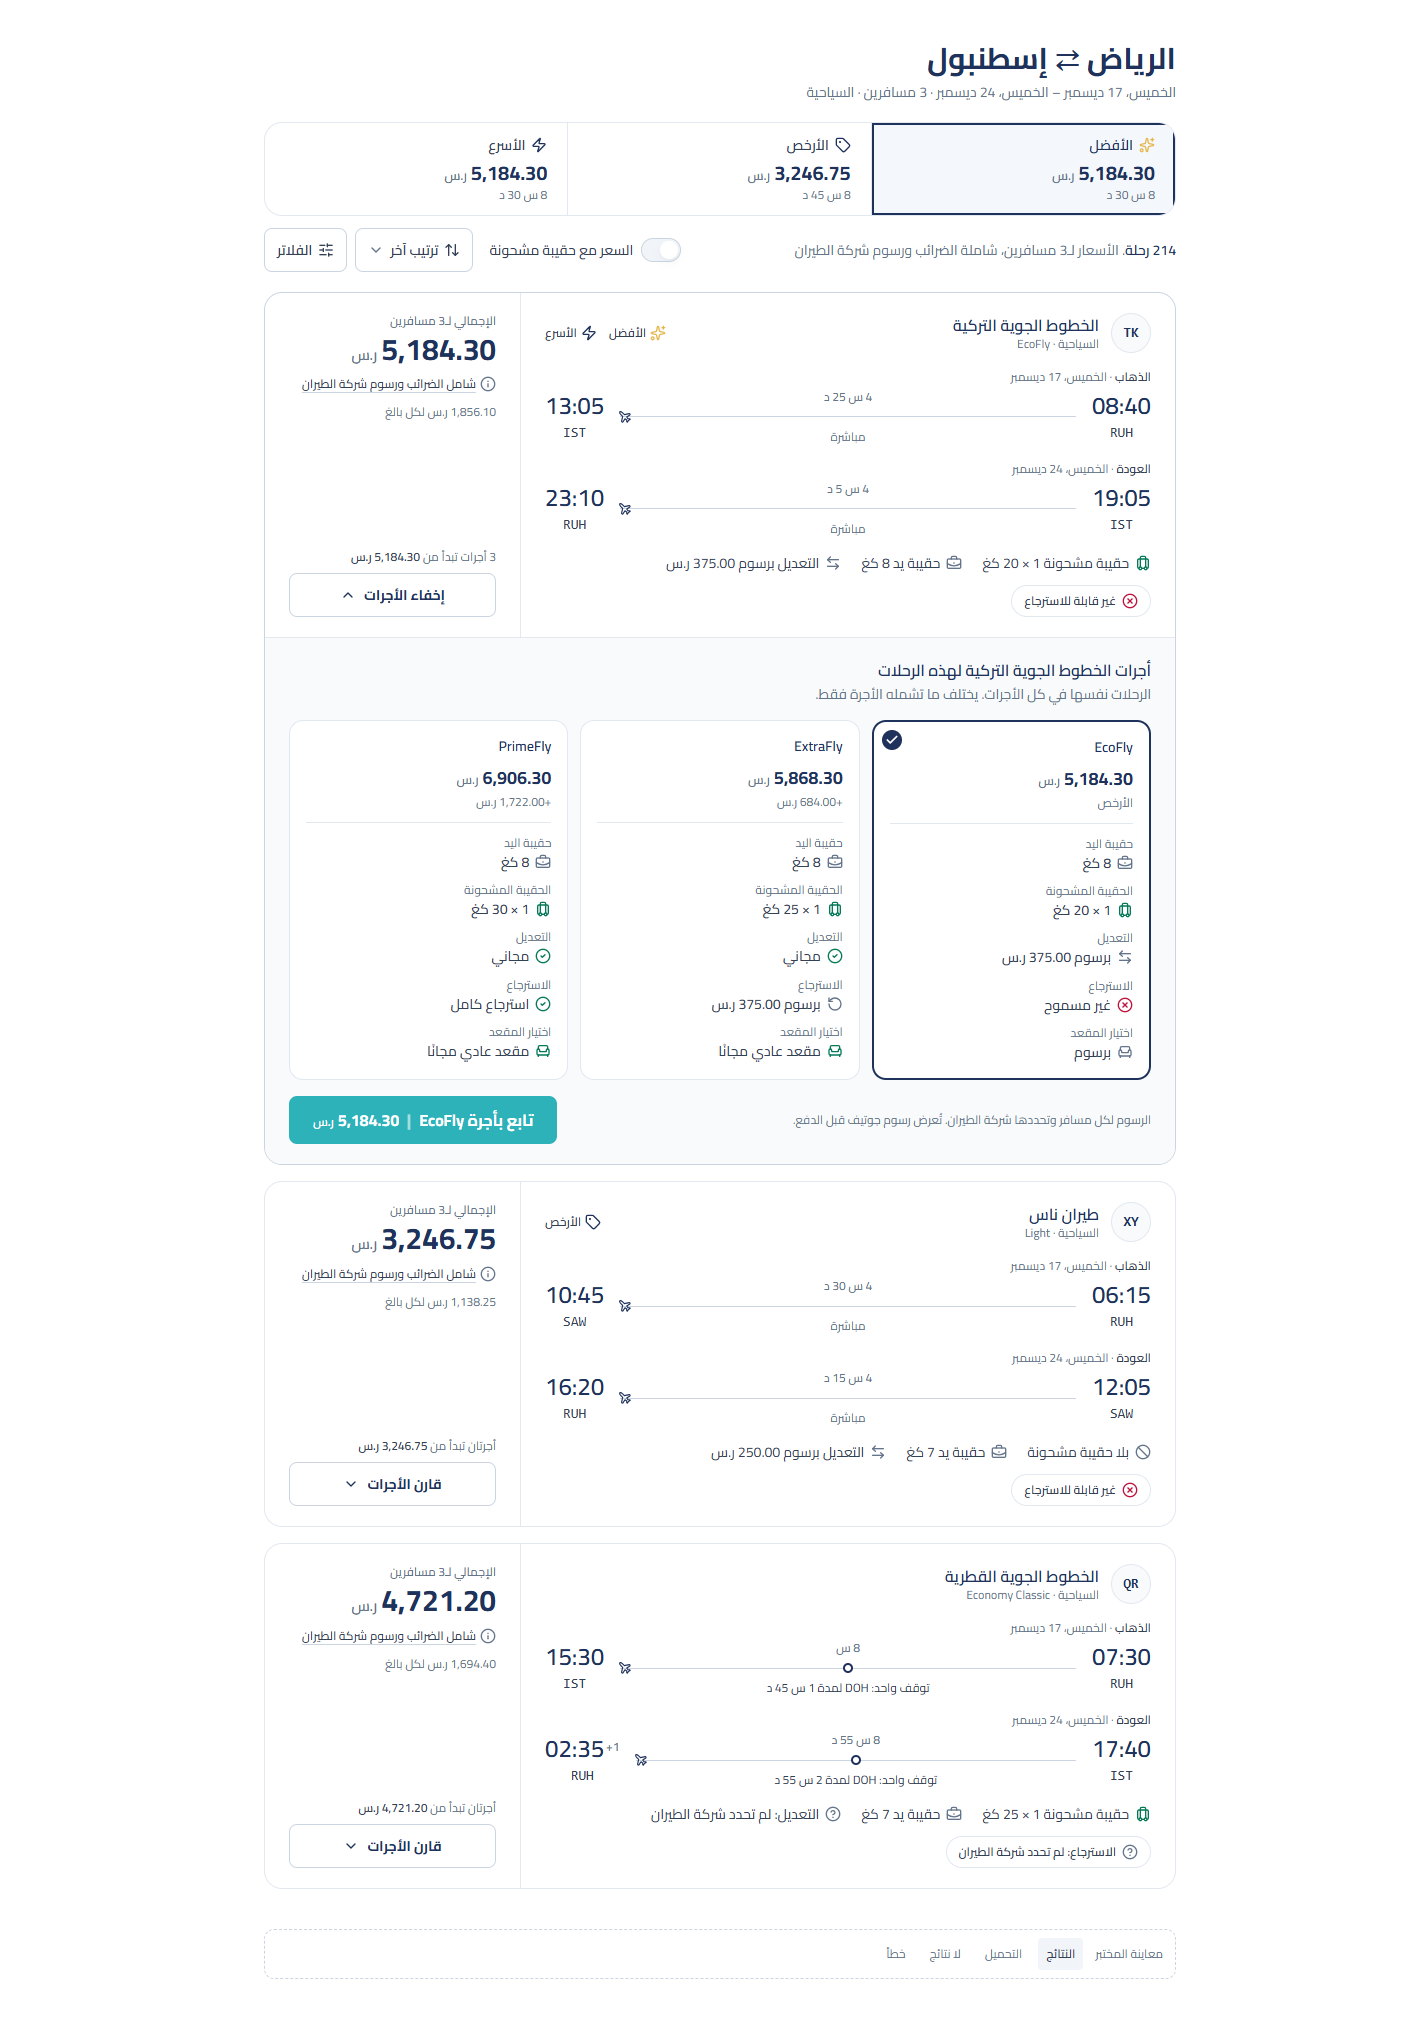 الرياض ⇄ إسطنبول
الخميس، 17 ديسمبر – الخميس، 24 ديسمبر · 3 مسافرين · السياحية
الأفضل
5,184.30 ر.س
8 س 30 د
الأرخص
3,246.75 ر.س
8 س 45 د
الأسرع
5,184.30 ر.س
8 س 30 د
214 رحلة. الأسعار لـ3 مسافرين، شاملة الضرائب ورسوم شركة الطيران
السعر مع حقيبة مشحونة
ترتيب آخر
الفلاتر
TK
الخطوط الجوية التركية
السياحية · EcoFly
الأفضل
الأسرع
الذهاب · الخميس، 17 ديسمبر
08:40
RUH
4 س 25 د
مباشرة
13:05
IST
العودة · الخميس، 24 ديسمبر
19:05
IST
4 س 5 د
مباشرة
23:10
RUH
حقيبة مشحونة 1 × 20 كغ
حقيبة يد 8 كغ
التعديل برسوم 375.00 ر.س
غير قابلة للاسترجاع
الإجمالي لـ3 مسافرين
5,184.30 ر.س
شامل الضرائب ورسوم شركة الطيران
1,856.10 ر.س لكل بالغ
3 أجرات تبدأ من 5,184.30 ر.س
إخفاء الأجرات
أجرات الخطوط الجوية التركية لهذه الرحلات
الرحلات نفسها في كل الأجرات. يختلف ما تشمله الأجرة فقط.
EcoFly
5,184.30 ر.س
الأرخص
حقيبة اليد
8 كغ
الحقيبة المشحونة
1 × 20 كغ
التعديل
برسوم 375.00 ر.س
الاسترجاع
غير مسموح
اختيار المقعد
برسوم
ExtraFly
5,868.30 ر.س
+684.00 ر.س
حقيبة اليد
8 كغ
الحقيبة المشحونة
1 × 25 كغ
التعديل
مجاني
الاسترجاع
برسوم 375.00 ر.س
اختيار المقعد
مقعد عادي مجانًا
PrimeFly
6,906.30 ر.س
+1,722.00 ر.س
حقيبة اليد
8 كغ
الحقيبة المشحونة
1 × 30 كغ
التعديل
مجاني
الاسترجاع
استرجاع كامل
اختيار المقعد
مقعد عادي مجانًا
الرسوم لكل مسافر وتحددها شركة الطيران. تُعرض رسوم جوتيف قبل الدفع.
تابع بأجرة EcoFly | 5,184.30 ر.س
XY
طيران ناس
السياحية · Light
الأرخص
الذهاب · الخميس، 17 ديسمبر
06:15
RUH
4 س 30 د
مباشرة
10:45
SAW
العودة · الخميس، 24 ديسمبر
12:05
SAW
4 س 15 د
مباشرة
16:20
RUH
بلا حقيبة مشحونة
حقيبة يد 7 كغ
التعديل برسوم 250.00 ر.س
غير قابلة للاسترجاع
الإجمالي لـ3 مسافرين
3,246.75 ر.س
شامل الضرائب ورسوم شركة الطيران
1,138.25 ر.س لكل بالغ
أجرتان تبدأ من 3,246.75 ر.س
قارن الأجرات
QR
الخطوط الجوية القطرية
السياحية · Economy Classic
الذهاب · الخميس، 17 ديسمبر
07:30
RUH
8 س
توقف واحد: DOH لمدة 1 س 45 د
15:30
IST
العودة · الخميس، 24 ديسمبر
17:40
IST
8 س 55 د
توقف واحد: DOH لمدة 2 س 55 د
02:35 +1
RUH
حقيبة مشحونة 1 × 25 كغ
حقيبة يد 7 كغ
التعديل: لم تحدد شركة الطيران
الاسترجاع: لم تحدد شركة الطيران
الإجمالي لـ3 مسافرين
4,721.20 ر.س
شامل الضرائب ورسوم شركة الطيران
1,694.40 ر.س لكل بالغ
أجرتان تبدأ من 4,721.20 ر.س
قارن الأجرات
معاينة المختبر
النتائج
التحميل
لا نتائج
خطأ